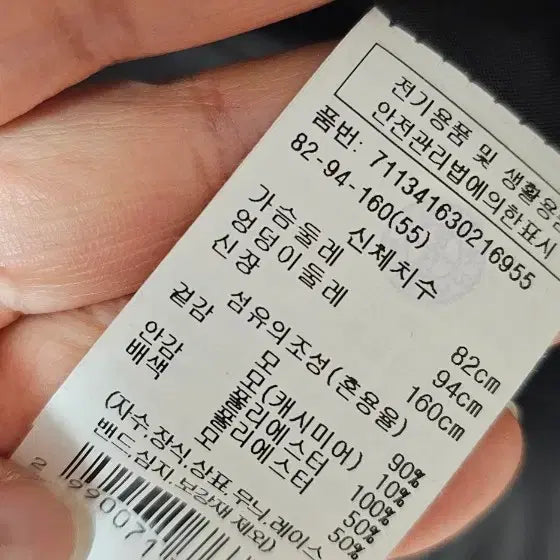 전기용품 및 생활용
안전관리법에의한표시
품번: 711341630216955
82-94-160(55)
신체치수
가슴둘레 82cm
엉덩이둘레 94cm
신장 160cm
섬유의조성(혼용율)
겉감 모 90%
모(캐시미어) 10%
안감 폴리에스터 100%
배색 폴리에스터 50%
모 50%
(자수,장식,상표,무늬,레이스
밴드,심지,보강재 제외)
2 990071